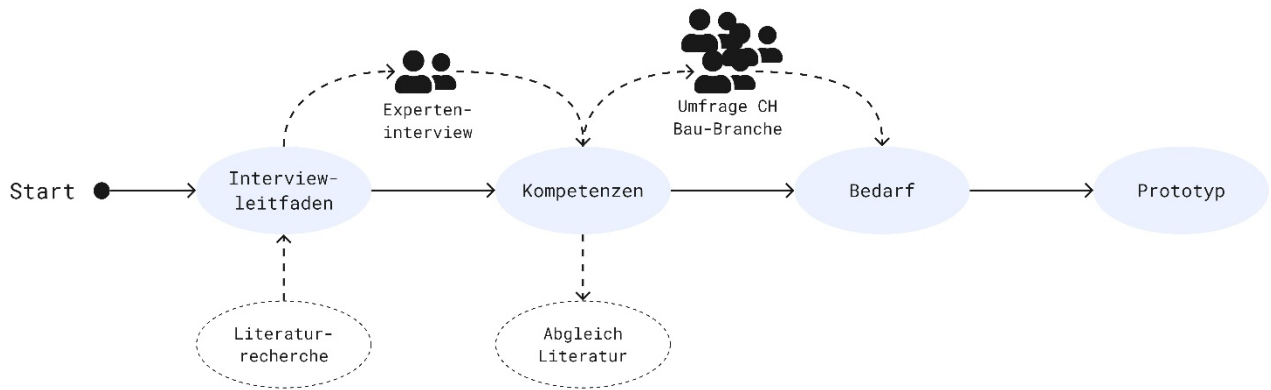 Experten-
interview
Umfrage CH
Bau-Branche
Start
Interview-
leitfaden
Kompetenzen
Bedarf
Prototyp
Literatur-
recherche
Abgleich
Literatur